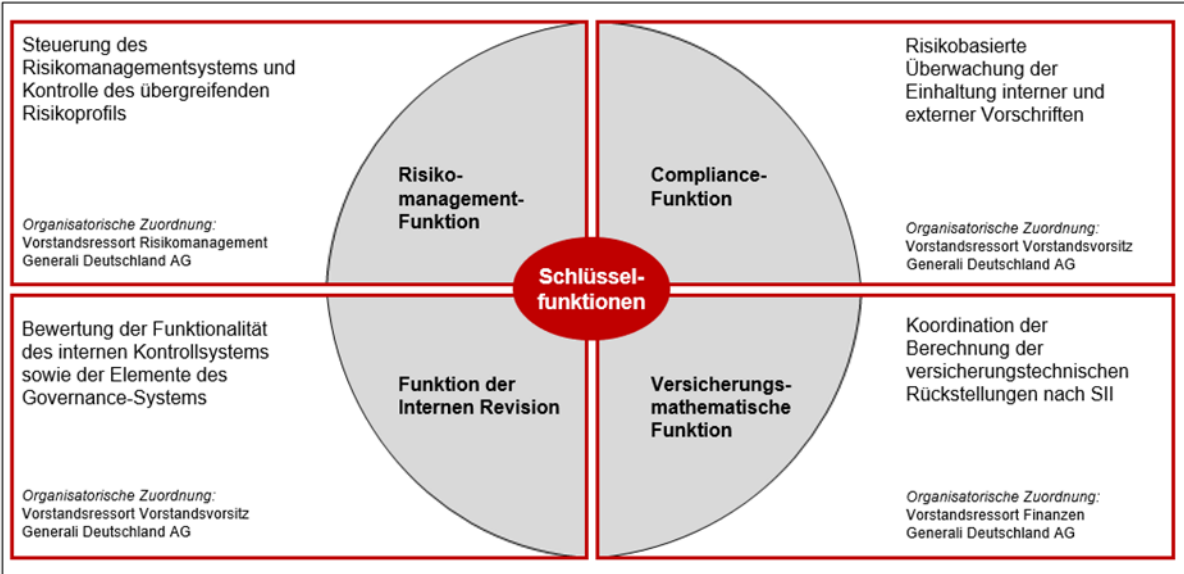 Steuerung des
Risikomanagementsystems und
Kontrolle des übergreifenden
Risikoprofils
Organisatorische Zuordnung:
Vorstandsressort Risikomanagement
Generali Deutschland AG
Risiko-
management-
Funktion
Compliance-
Funktion
Risikobasierte
Überwachung der
Einhaltung interner und
externer Vorschriften
Organisatorische Zuordnung:
Vorstandsressort Vorstandsvorsitz
Generali Deutschland AG
Schlüssel-
funktionen
Bewertung der Funktionalität
des internen Kontrollsystems
sowie der Elemente des
Governance-Systems
Organisatorische Zuordnung:
Vorstandsressort Vorstandsvorsitz
Generali Deutschland AG
Funktion der
Internen Revision
Versicherungs-
mathematische
Funktion
Koordination der
Berechnung der
versicherungstechnischen
Rückstellungen nach SII
Organisatorische Zuordnung:
Vorstandsressort Finanzen
Generali Deutschland AG